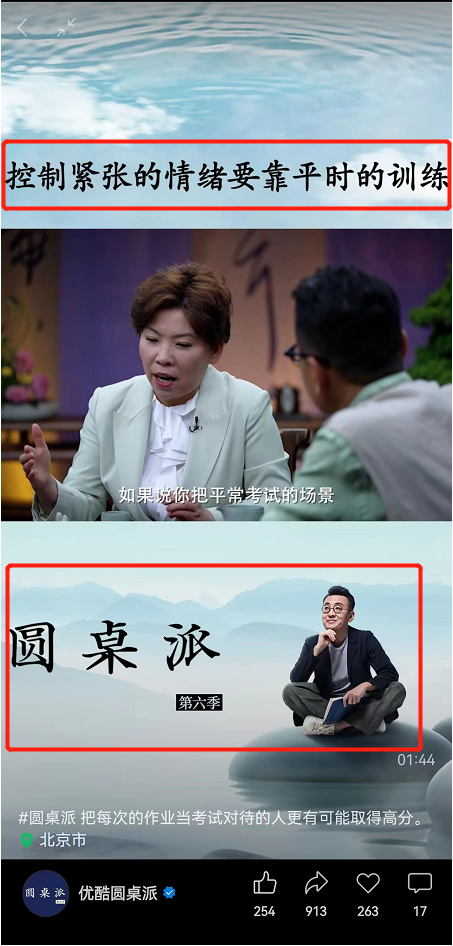 控制紧张的情绪要靠平时的训练
如果说你把平常考试的场景
圆桌派
第六季
01:44
#圆桌派 把每次的作业当考试对待的人更有可能取得高分。
北京市
圆桌派
优酷圆桌派
254
913
263
17